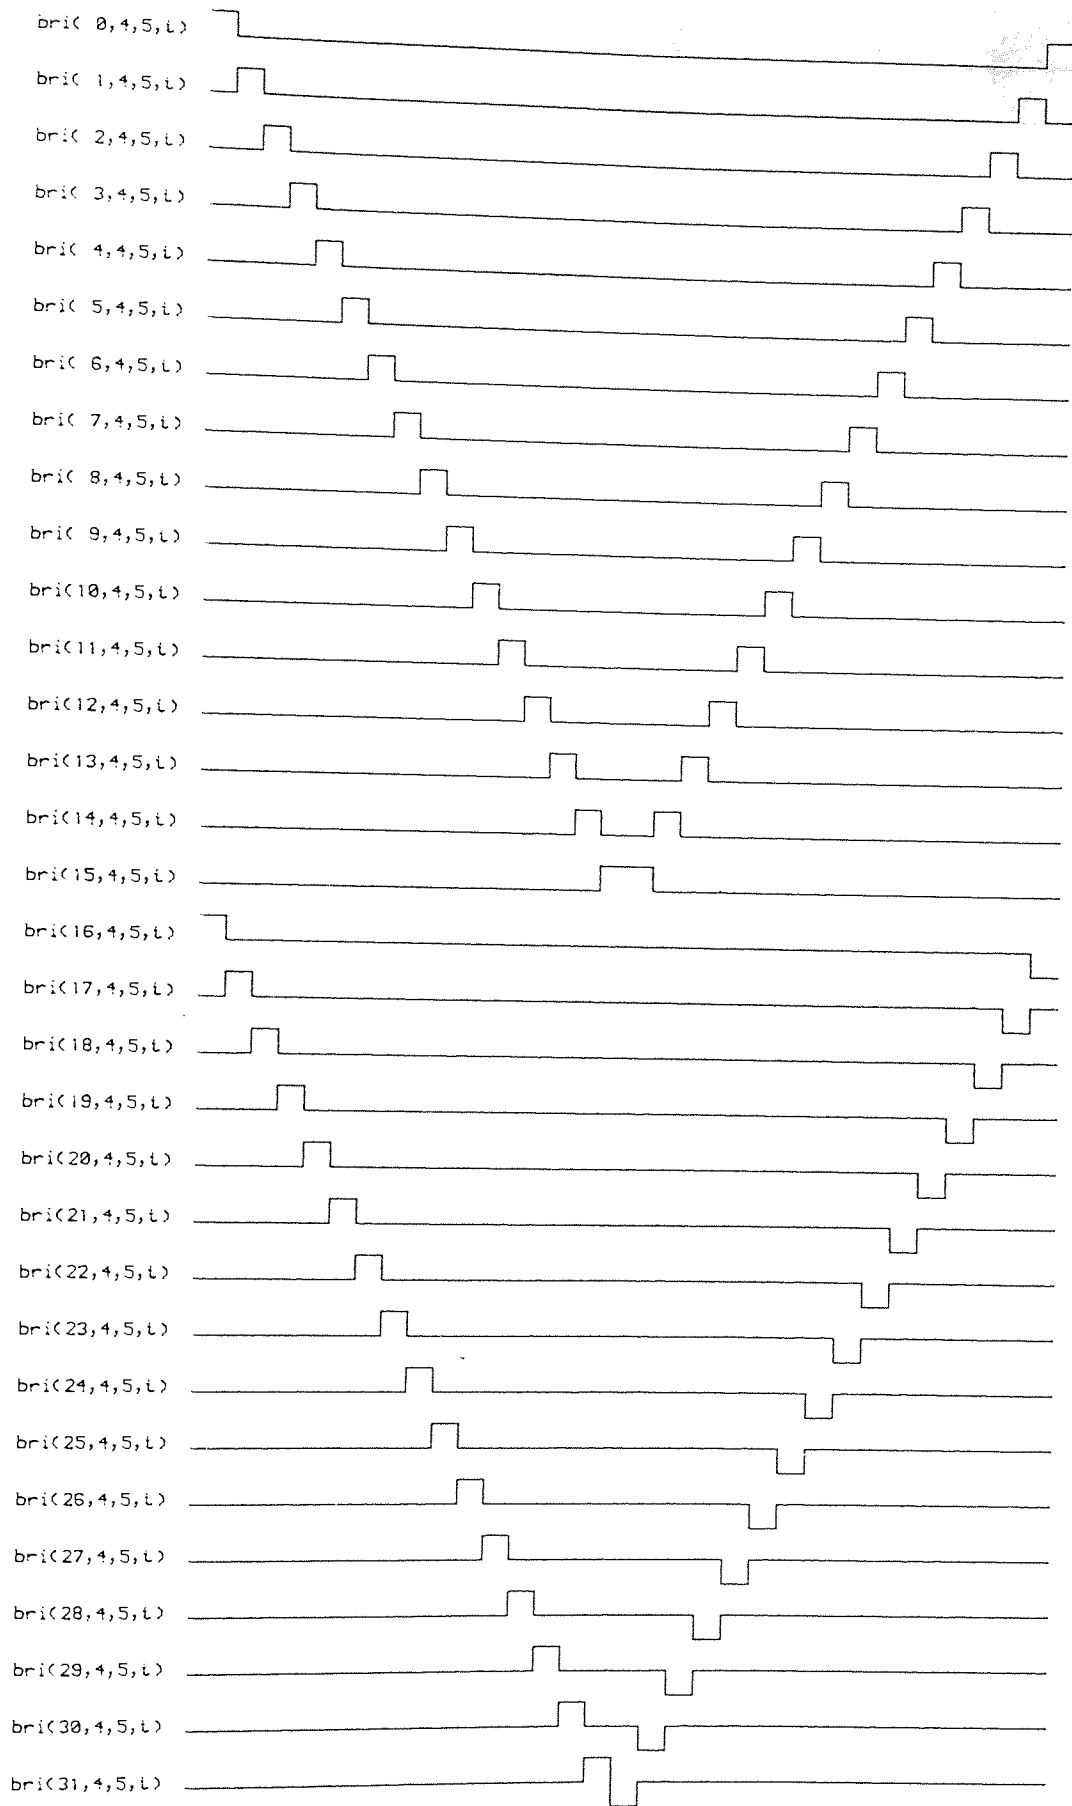 bri( 0,4,5,t)
bri( 1,4,5,t)
bri( 2,4,5,t)
bri( 3,4,5,t)
bri( 4,4,5,t)
bri( 5,4,5,t)
bri( 6,4,5,t)
bri( 7,4,5,t)
bri( 8,4,5,t)
bri( 9,4,5,t)
bri(10,4,5,t)
bri(11,4,5,t)
bri(12,4,5,t)
bri(13,4,5,t)
bri(14,4,5,t)
bri(15,4,5,t)
bri(16,4,5,t)
bri(17,4,5,t)
bri(18,4,5,t)
bri(19,4,5,t)
bri(20,4,5,t)
bri(21,4,5,t)
bri(22,4,5,t)
bri(23,4,5,t)
bri(24,4,5,t)
bri(25,4,5,t)
bri(26,4,5,t)
bri(27,4,5,t)
bri(28,4,5,t)
bri(29,4,5,t)
bri(30,4,5,t)
bri(31,4,5,t)